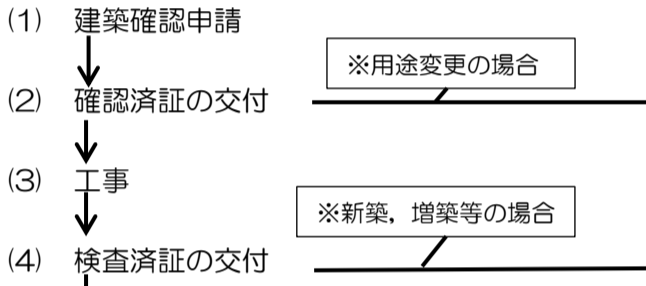 (1) 建築確認申請
※用途変更の場合
(2) 確認済証の交付
(3) 工事
※新築，増築等の場合
(4) 検査済証の交付